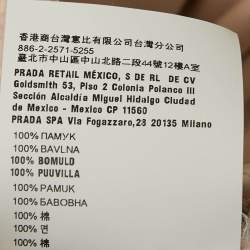 香港商台灣意比有限公司台灣分公司
886-2-2571-5255
臺北市中山區中山北路二段44號12樓A室
PRADA RETAIL MÉXICO, S DE RL DE CV
Goldsmith 53, Piso 2 Colonia Polanco III
Sección Alcaldía Miguel Hidalgo Ciudad
de Mexico - Mexico CP 11560
PRADA SPA Via Fogazzaro,28 20135 Milano
100% ПАМУК
100% BAVLNA
100% BOMULD
100% PUUVILLA
100% PAMUK
100% БАВОВНА
100% 棉
100% 면
100% 棉